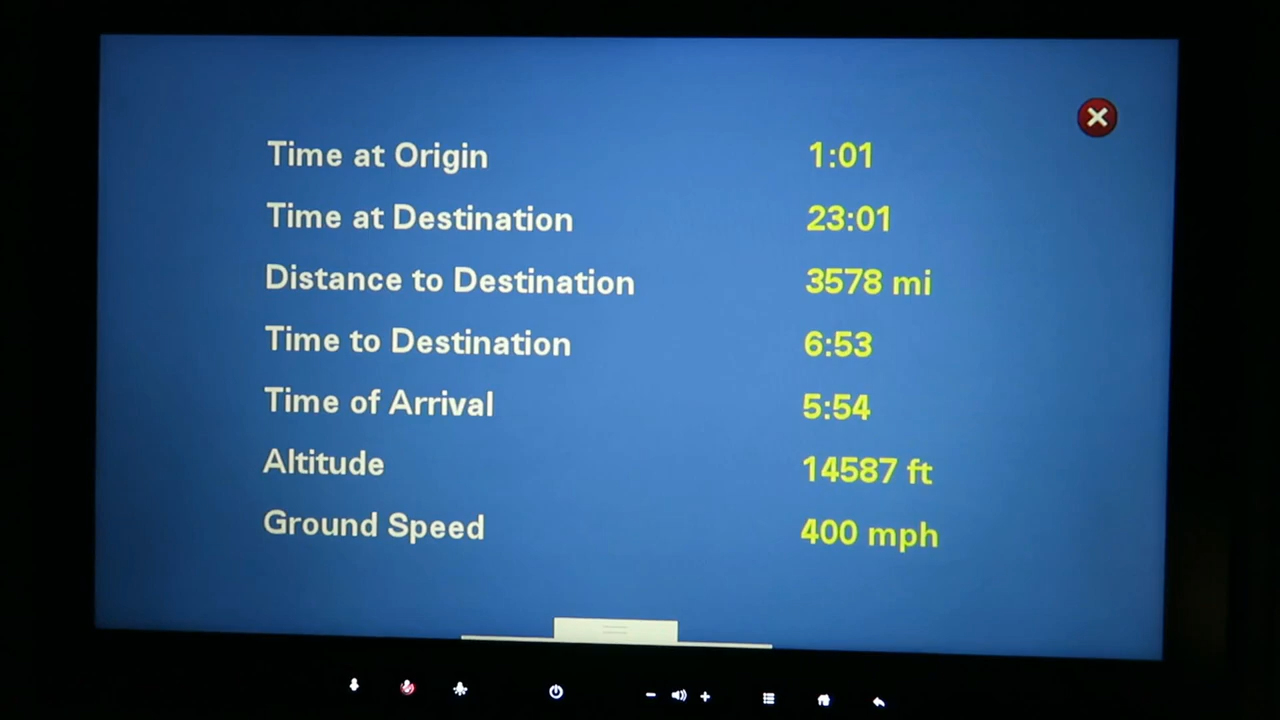 Time at Origin 1:01
Time at Destination 23:01
Distance to Destination 3578 mi
Time to Destination 6:53
Time of Arrival 5:54
Altitude 14587 ft
Ground Speed 400 mph